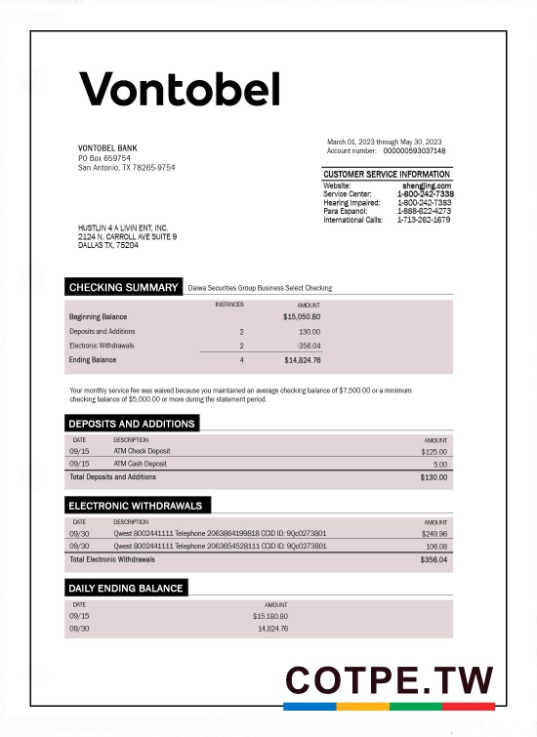 Vontobel
VONTOBEL BANK
PO Box 659754
San Antonio, TX 78265-9754
March 01, 2023 through May 30, 2023
Account number: 000000593037148
CUSTOMER SERVICE INFORMATION
Website: shengjing.com
Service Center: 1-800-242-7338
Hearing Impaired: 1-800-242-7383
Para Espanol: 1-888-622-4273
International Calls: 1-713-262-1679
HUSTLIN 4 A LIVIN ENT, INC.
2124 N. CARROLL AVE SUITE 9
DALLAS TX, 75204
CHECKING SUMMARY Daiwa Securities Group Business Select Checking
INSTANCES AMOUNT
Beginning Balance $15,050.80
Deposits and Additions 2 130.00
Electronic Withdrawals 2 -356.04
Ending Balance 4 $14,824.76
Your monthly service fee was waived because you maintained an average checking balance of $7,500.00 or a minimum
checking balance of $5,000.00 or more during the statement period.
DEPOSITS AND ADDITIONS
DATE DESCRIPTION AMOUNT
09/15 ATM Check Deposit $125.00
09/15 ATM Cash Deposit 5.00
Total Deposits and Additions $130.00
ELECTRONIC WITHDRAWALS
DATE DESCRIPTION AMOUNT
09/30 Qwest 8002441111 Telephone 2063864199818 CCID ID: 9Qc0273801 $249.96
09/30 Qwest 8002441111 Telephone 2063654528111 CCID ID: 9Qc0273801 106.08
Total Electronic Withdrawals $356.04
DAILY ENDING BALANCE
DATE AMOUNT
09/15 $15,180.80
09/30 14,824.76
COTPE.TW